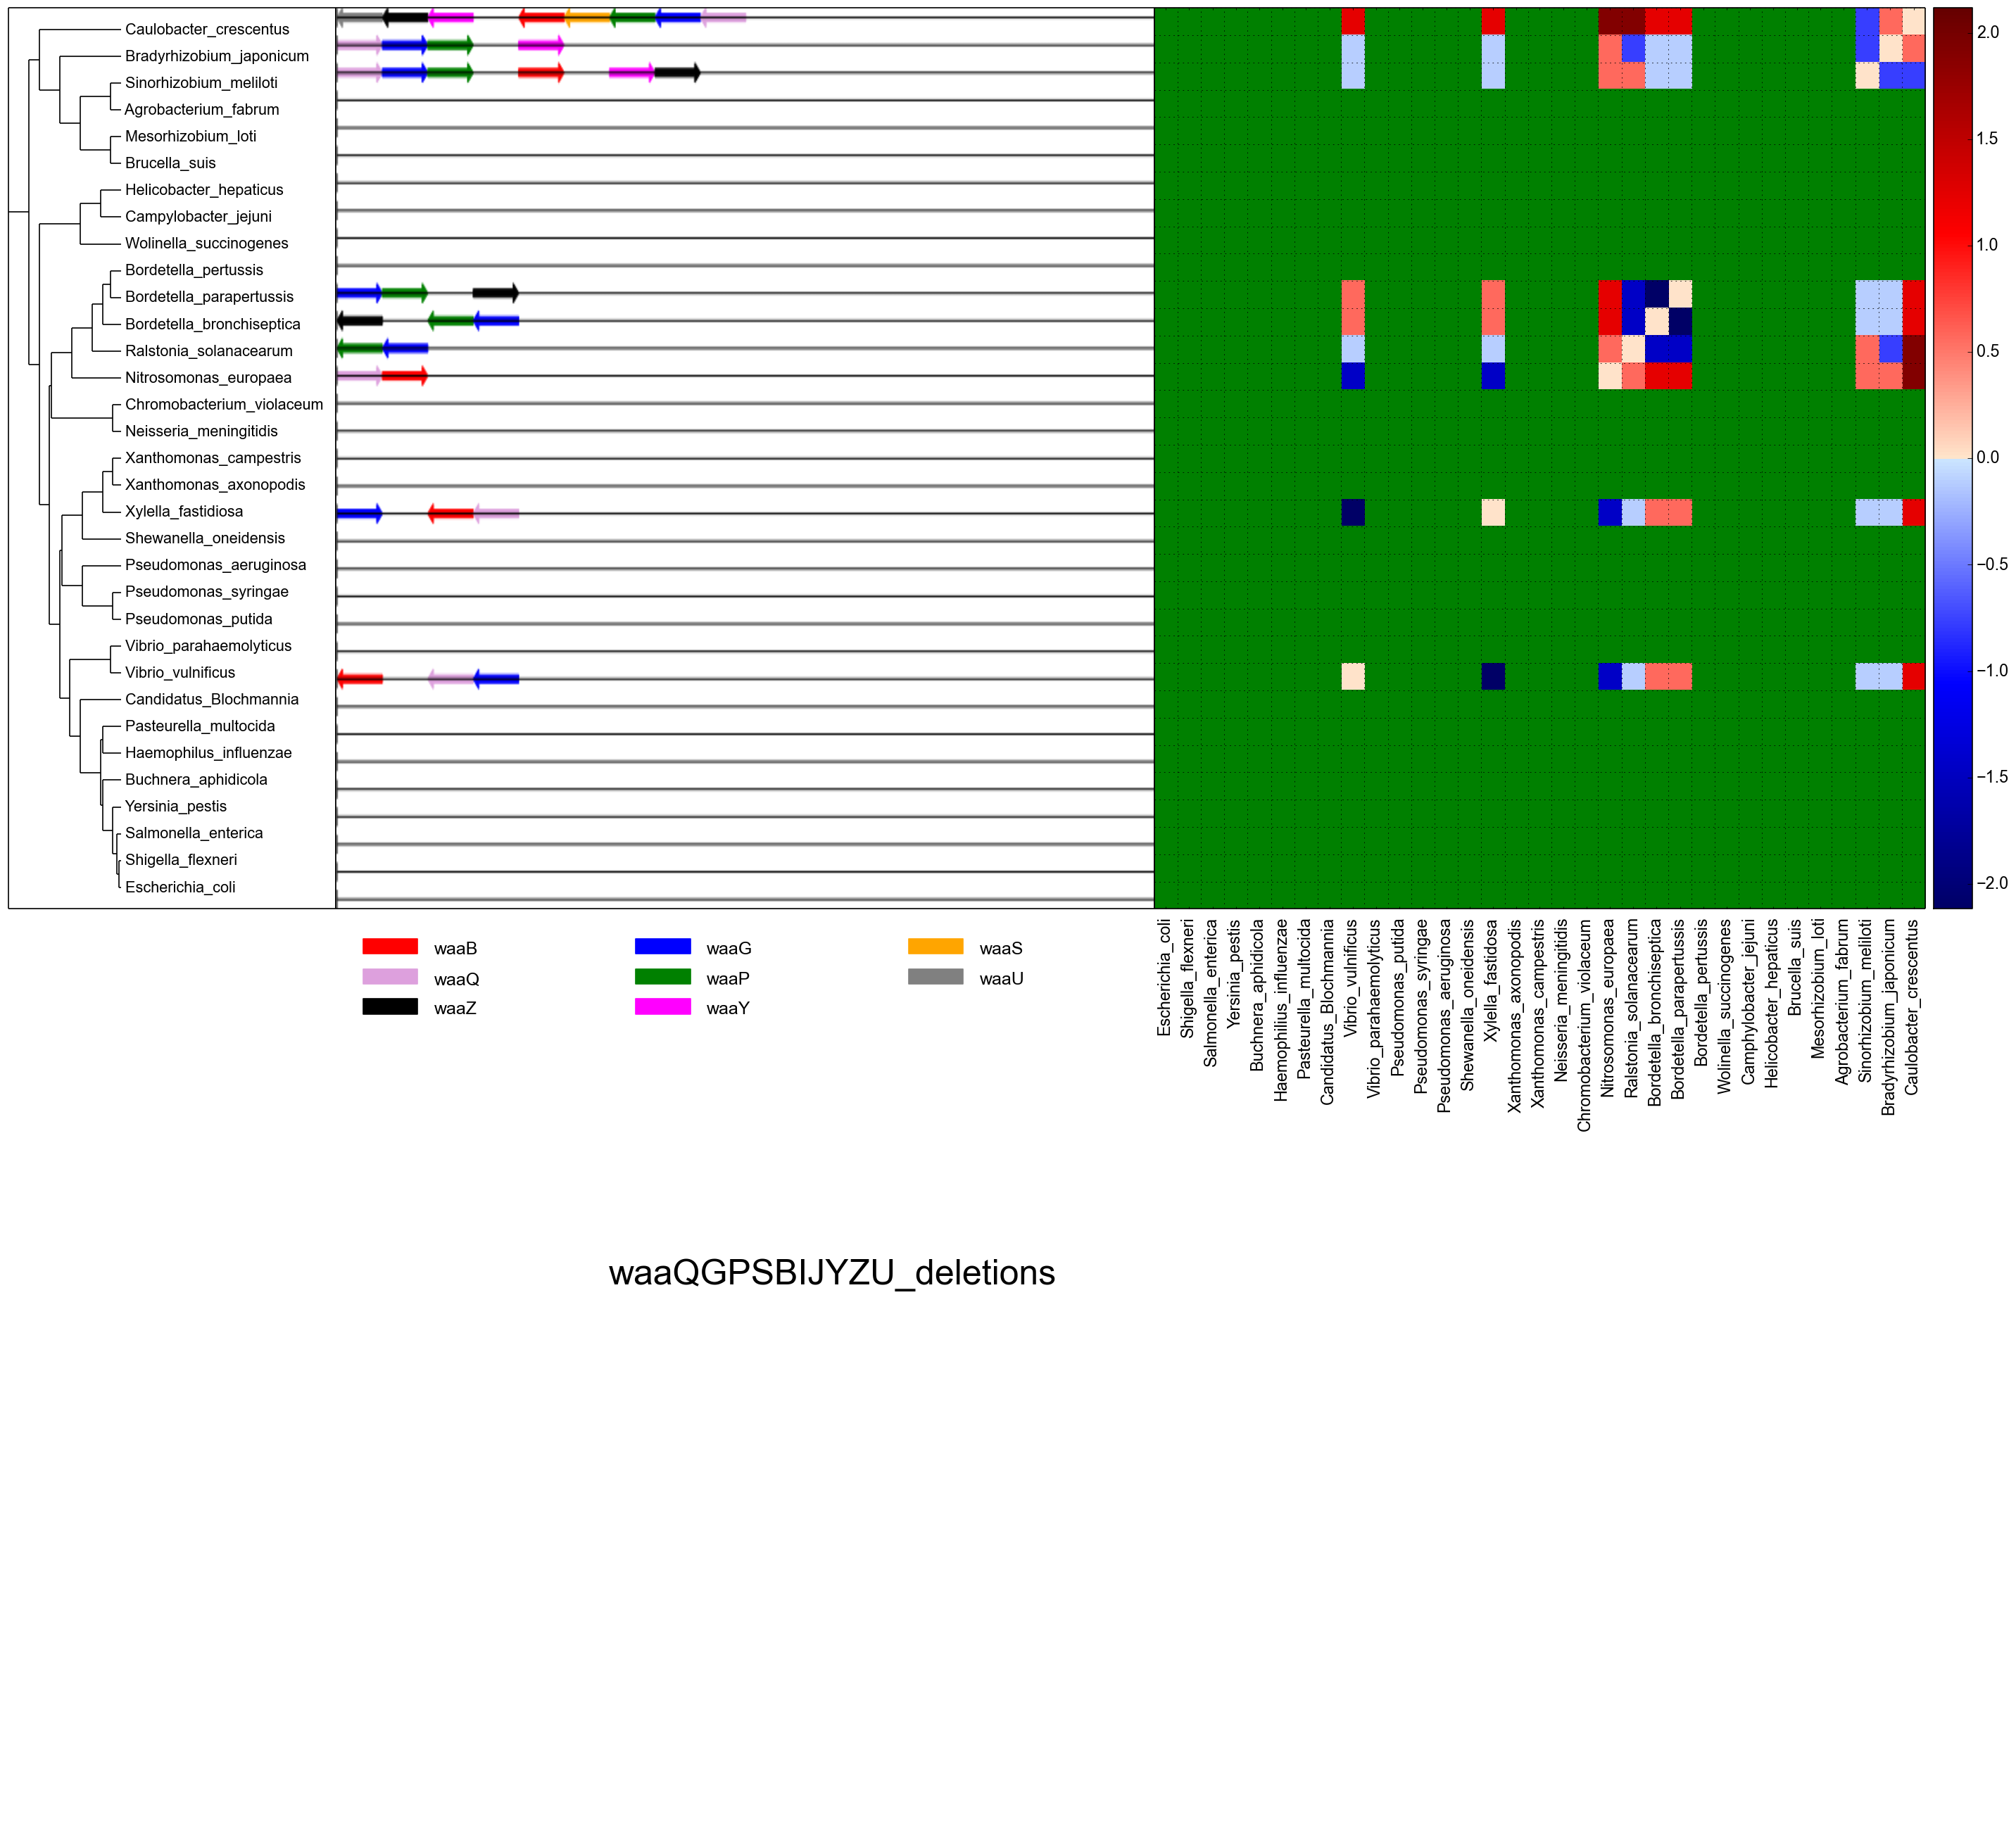 Caulobacter_crescentus
Bradyrhizobium_japonicum
Sinorhizobium_meliloti
Agrobacterium_fabrum
Mesorhizobium_loti
Brucella_suis
Helicobacter_hepaticus
Campylobacter_jejuni
Wolinella_succinogenes
Bordetella_pertussis
Bordetella_parapertussis
Bordetella_bronchiseptica
Ralstonia_solanacearum
Nitrosomonas_europaea
Chromobacterium_violaceum
Neisseria_meningitidis
Xanthomonas_campestris
Xanthomonas_axonopodis
Xylella_fastidiosa
Shewanella_oneidensis
Pseudomonas_aeruginosa
Pseudomonas_syringae
Pseudomonas_putida
Vibrio_parahaemolyticus
Vibrio_vulnificus
Candidatus_Blochmannia
Pasteurella_multocida
Haemophilus_influenzae
Buchnera_aphidicola
Yersinia_pestis
Salmonella_enterica
Shigella_flexneri
Escherichia_coli
2.0
1.5
1.0
0.5
0.0
−0.5
−1.0
−1.5
−2.0
Escherichia_coli
Shigella_flexneri
Salmonella_enterica
Yersinia_pestis
Buchnera_aphidicola
Haemophilius_influenzae
Pasteurella_multocida
Candidatus_Blochmannia
Vibrio_vulnificus
Vibrio_parahaemolyticus
Pseudomonas_putida
Pseudomonas_syringae
Pseudomonas_aeruginosa
Shewanella_oneidensis
Xylella_fastidosa
Xanthomonas_axonopodis
Xanthomonas_campestris
Neisseria_meningitidis
Chromobacterium_violaceum
Nitrosomonas_europaea
Ralstonia_solanacearum
Bordetella_bronchiseptica
Bordetella_parapertussis
Bordetella_pertussis
Wolinella_succinogenes
Camphylobacter_jejuni
Helicobacter_hepaticus
Brucella_suis
Mesorhizobium_loti
Agrobacterium_fabrum
Sinorhizobium_meliloti
Bradyrhizobium_japonicum
Caulobacter_crescentus
waaB waaG waaS
waaQ waaP waaU
waaZ waaY
waaQGPSBIJYZU_deletions